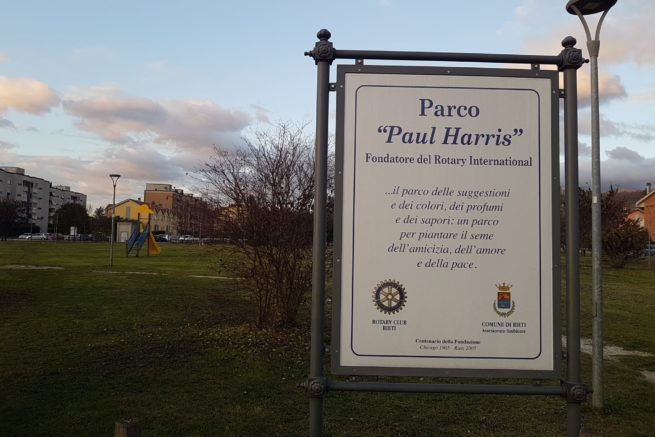 Parco
"Paul Harris"
Fondatore del Rotary International
...il parco delle suggestioni
e dei colori, dei profumi
e dei sapori: un parco
per piantare il seme
dell'amicizia, dell'amore
e della pace.
ROTARY CLUB
RIETI
COMUNE DI RIETI
Assessorato Ambiente
Centenario della Fondazione
Chicago 1905 - Rieti 2005